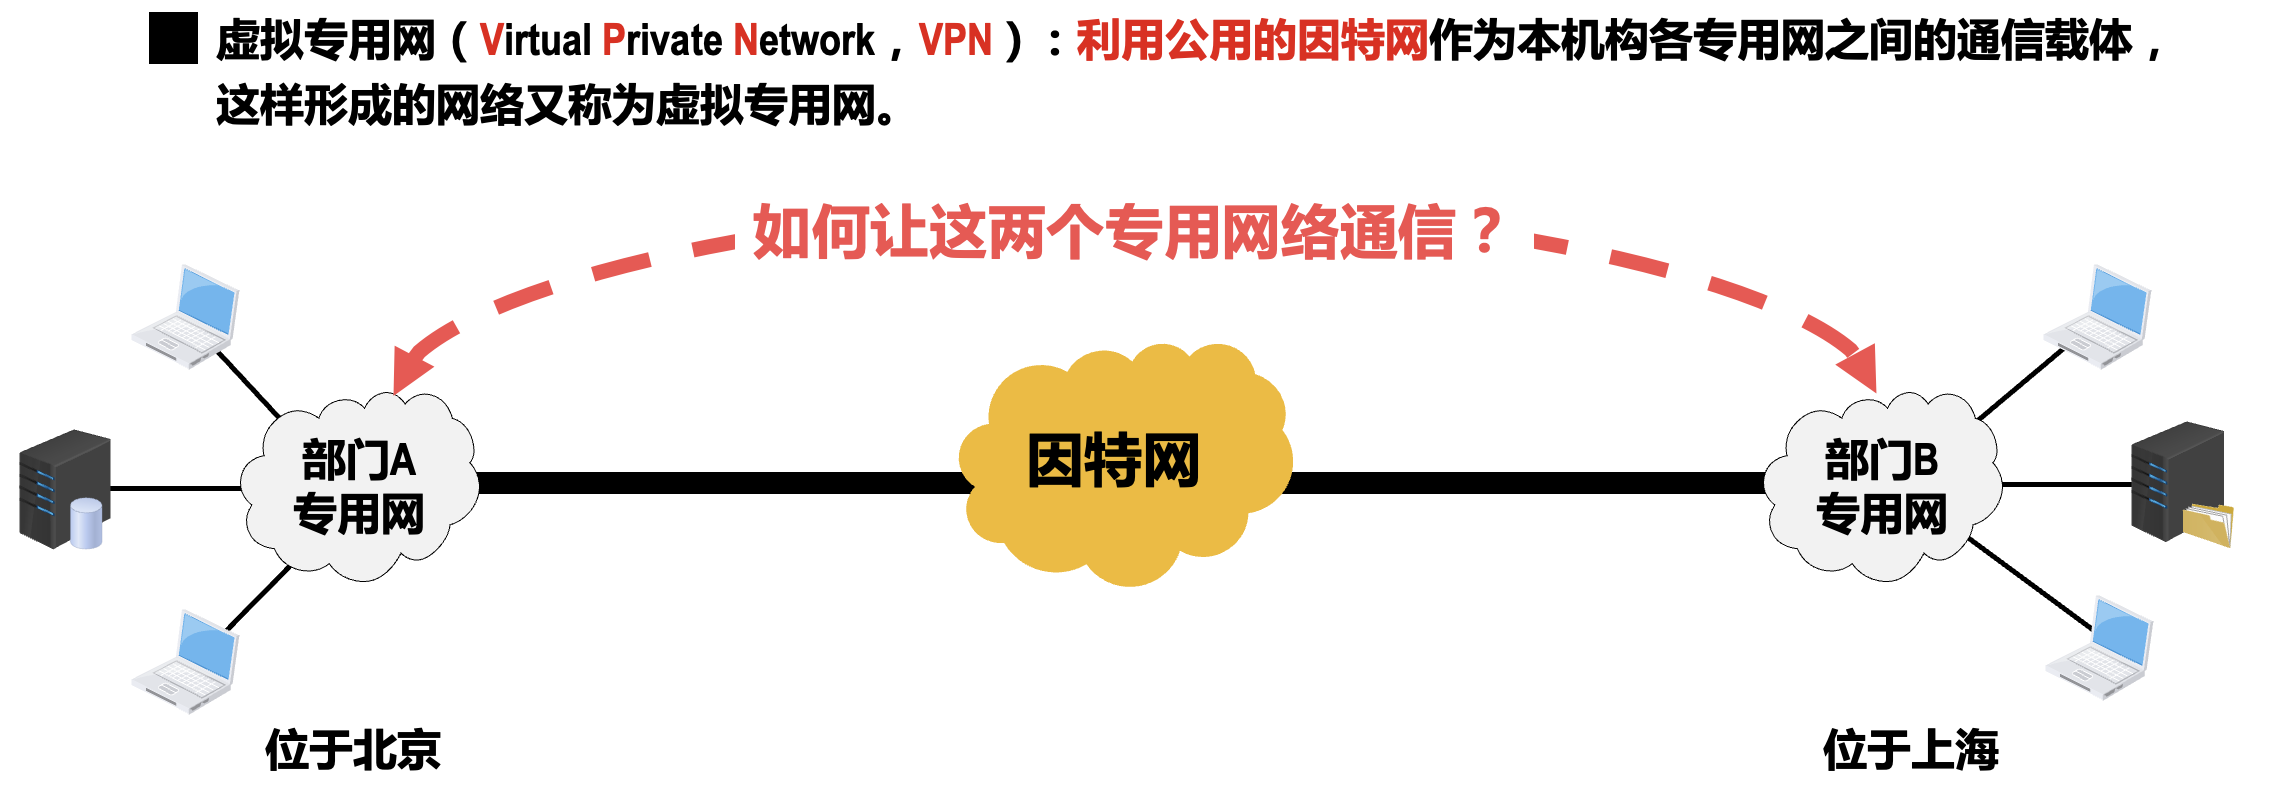 虚拟专用网（Virtual Private Network，VPN）：利用公用的因特网作为本机构各专用网之间的通信载体，
这样形成的网络又称为虚拟专用网。
如何让这两个专用网络通信？
部门A
专用网
因特网
部门B
专用网
位于北京
位于上海